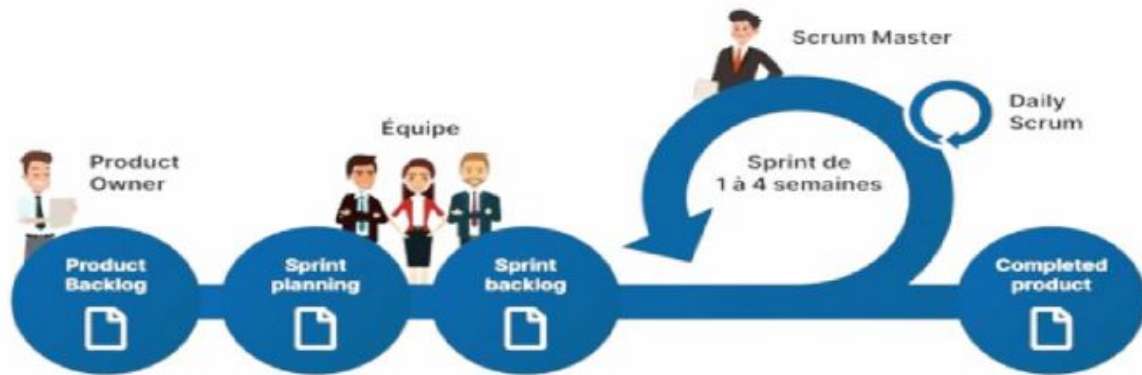 Scrum Master
Daily
Scrum
Équipe
Product
Owner
Sprint de
1 à 4 semaines
Product
Backlog
Sprint
planning
Sprint
backlog
Completed
product